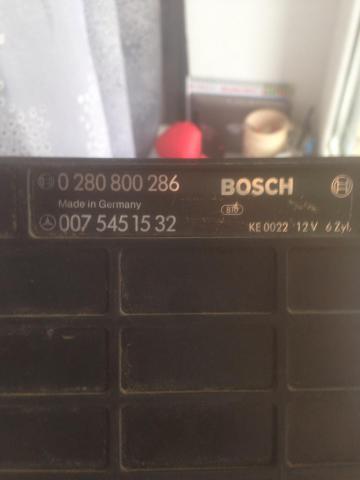 0 280 800 286 BOSCH
Made in Germany
007 545 15 32 KE 0022 12 V 6 Zyl.